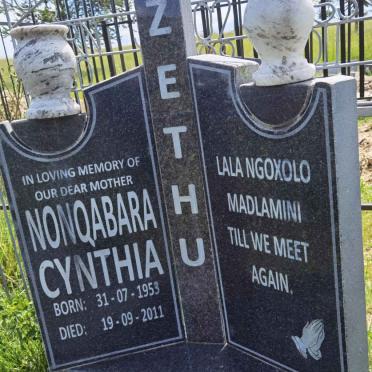 ZETHU
IN LOVING MEMORY OF
OUR DEAR MOTHER
NONQABARA
CYNTHIA
BORN: 31-07-1953
DIED: 19-09-2011
LALA NGOXOLO
MADLAMINI
TILL WE MEET
AGAIN.